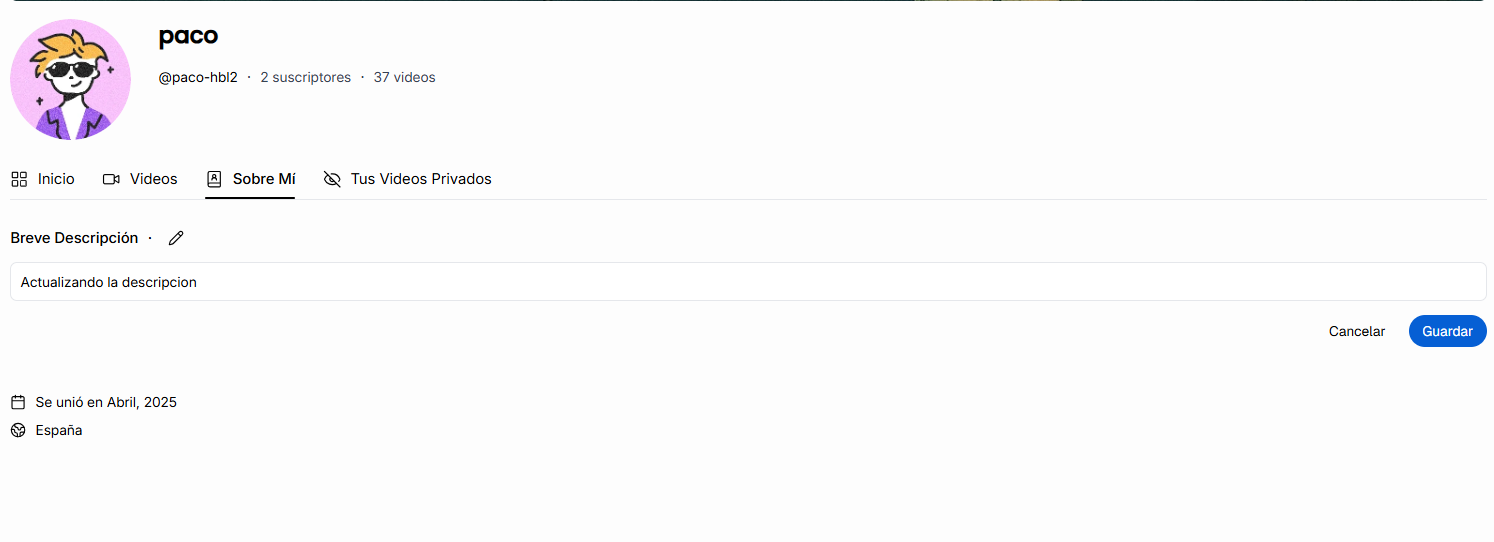 paco
@paco-hbl2 · 2 suscriptores · 37 videos
Inicio Videos Sobre Mí Tus Videos Privados
Breve Descripción ·
Actualizando la descripcion
Cancelar Guardar
Se unió en Abril, 2025
España